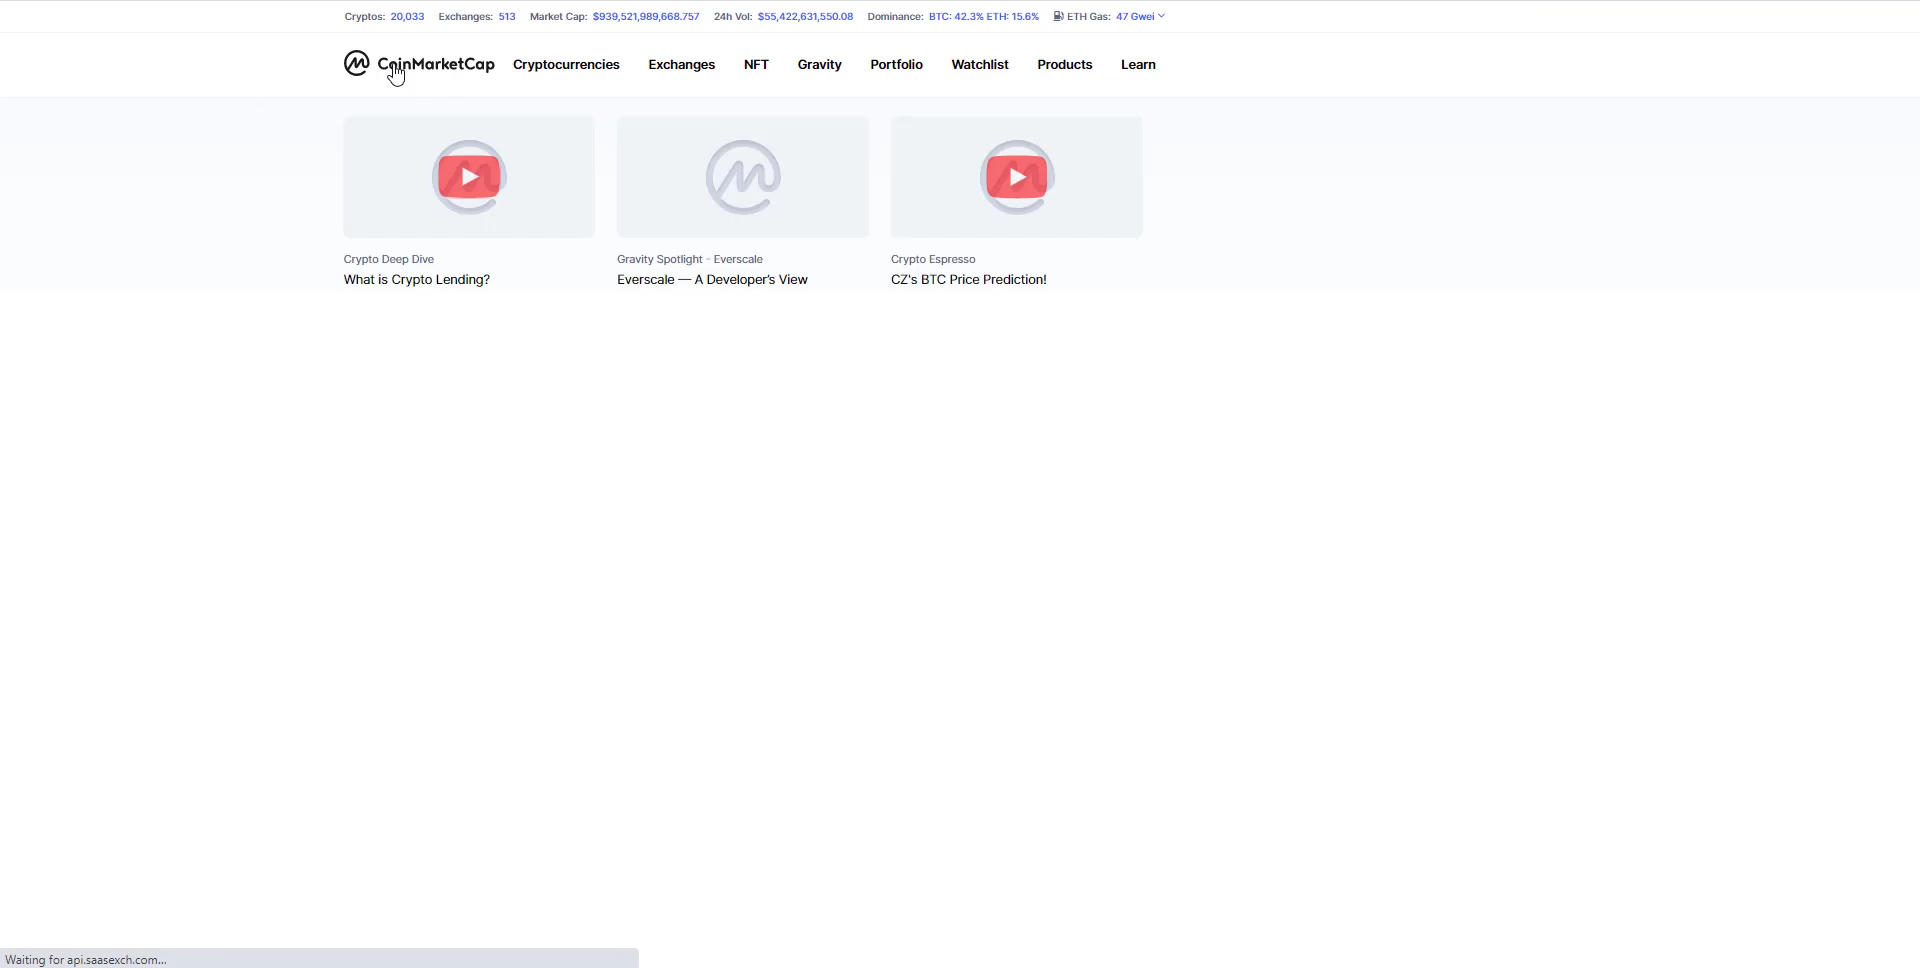 Cryptos: 20,033 Exchanges: 513 Market Cap: $939,521,989,668.757 24h Vol: $55,422,631,550.08 Dominance: BTC: 42.3% ETH: 15.6% ETH Gas: 47 Gwei
CoinMarketCap Cryptocurrencies Exchanges NFT Gravity Portfolio Watchlist Products Learn
Crypto Deep Dive Gravity Spotlight - Everscale Crypto Espresso
What is Crypto Lending? Everscale — A Developer's View CZ's BTC Price Prediction!
Waiting for api.saasexch.com...